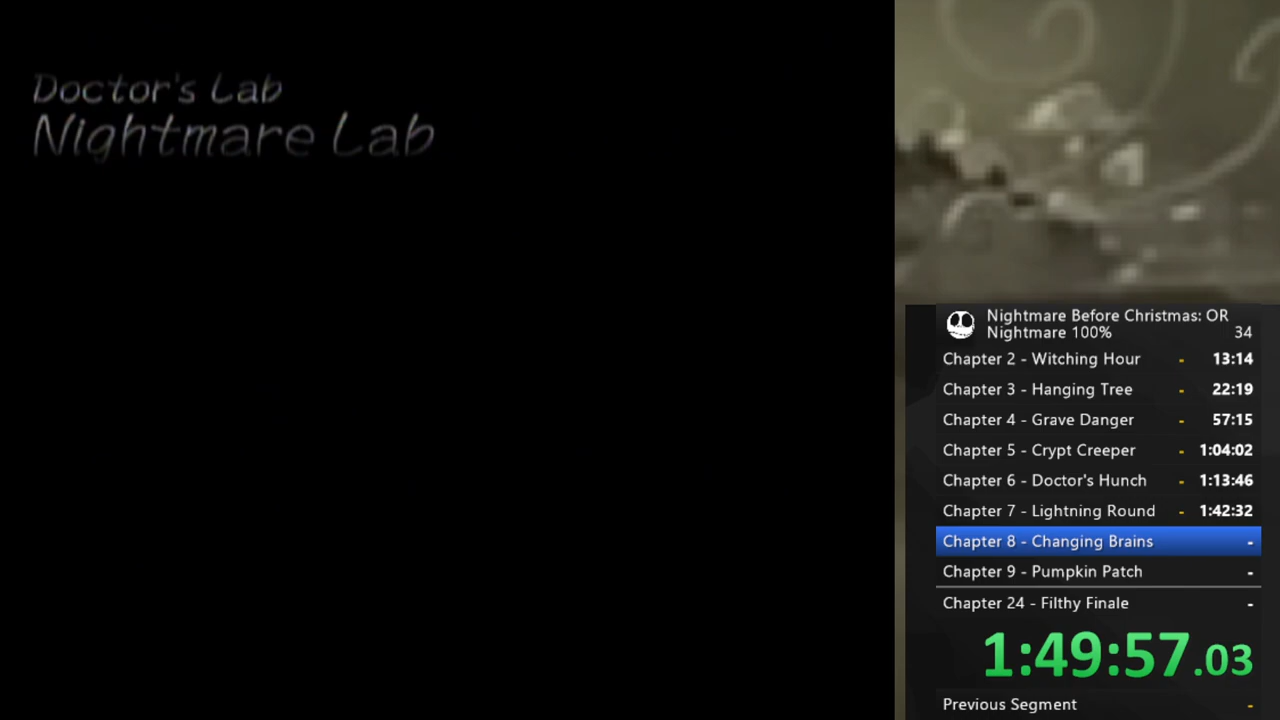 Doctor's Lab
Nightmare Lab
Nightmare Before Christmas: OR
Nightmare 100% 34
Chapter 2 - Witching Hour - 13:14
Chapter 3 - Hanging Tree - 22:19
Chapter 4 - Grave Danger - 57:15
Chapter 5 - Crypt Creeper - 1:04:02
Chapter 6 - Doctor's Hunch - 1:13:46
Chapter 7 - Lightning Round - 1:42:32
Chapter 8 - Changing Brains -
Chapter 9 - Pumpkin Patch -
Chapter 24 - Filthy Finale -
1:49:57.03
Previous Segment -